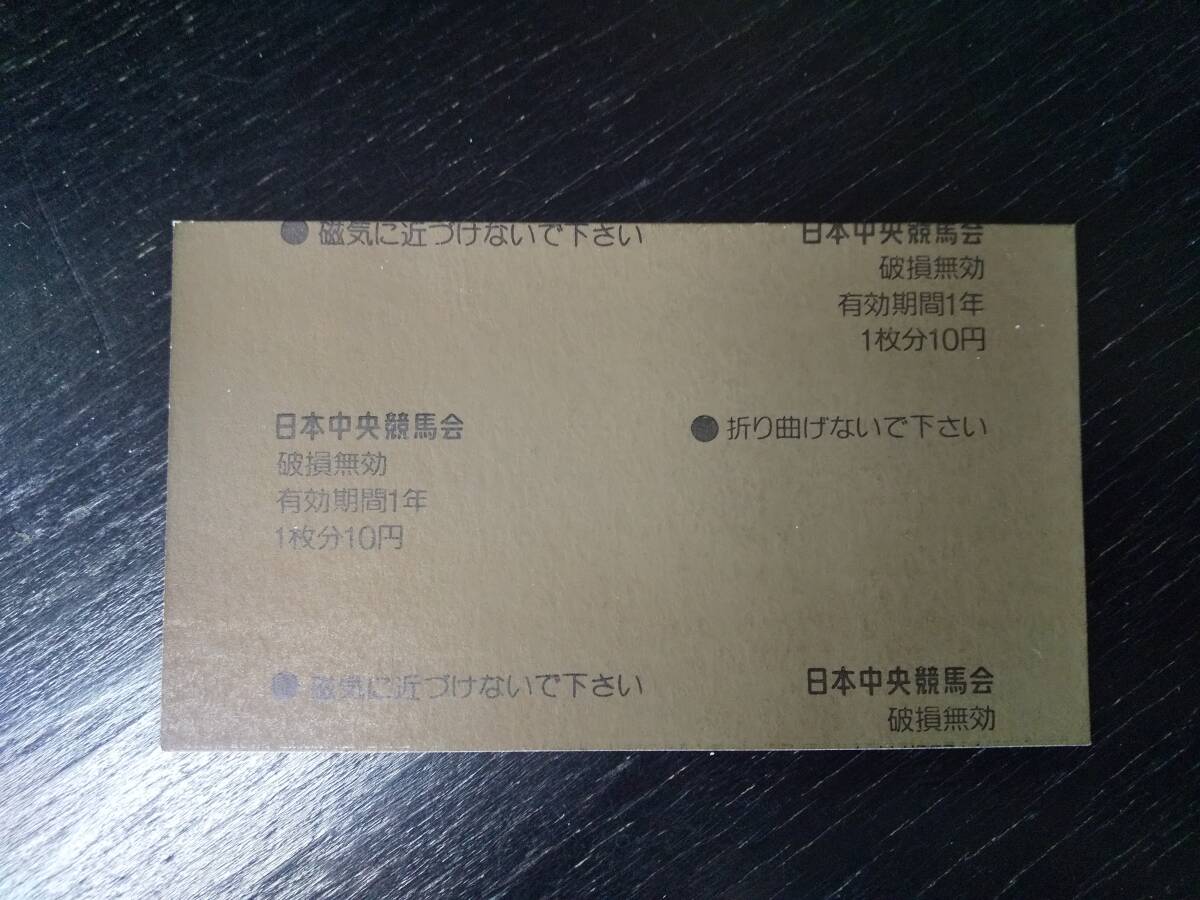 ● 磁気に近づけないで下さい
日本中央競馬会
破損無効
有効期間1年
1枚分10円
日本中央競馬会
破損無効
有効期間1年
1枚分10円
● 折り曲げないで下さい
● 磁気に近づけないで下さい
日本中央競馬会
破損無効